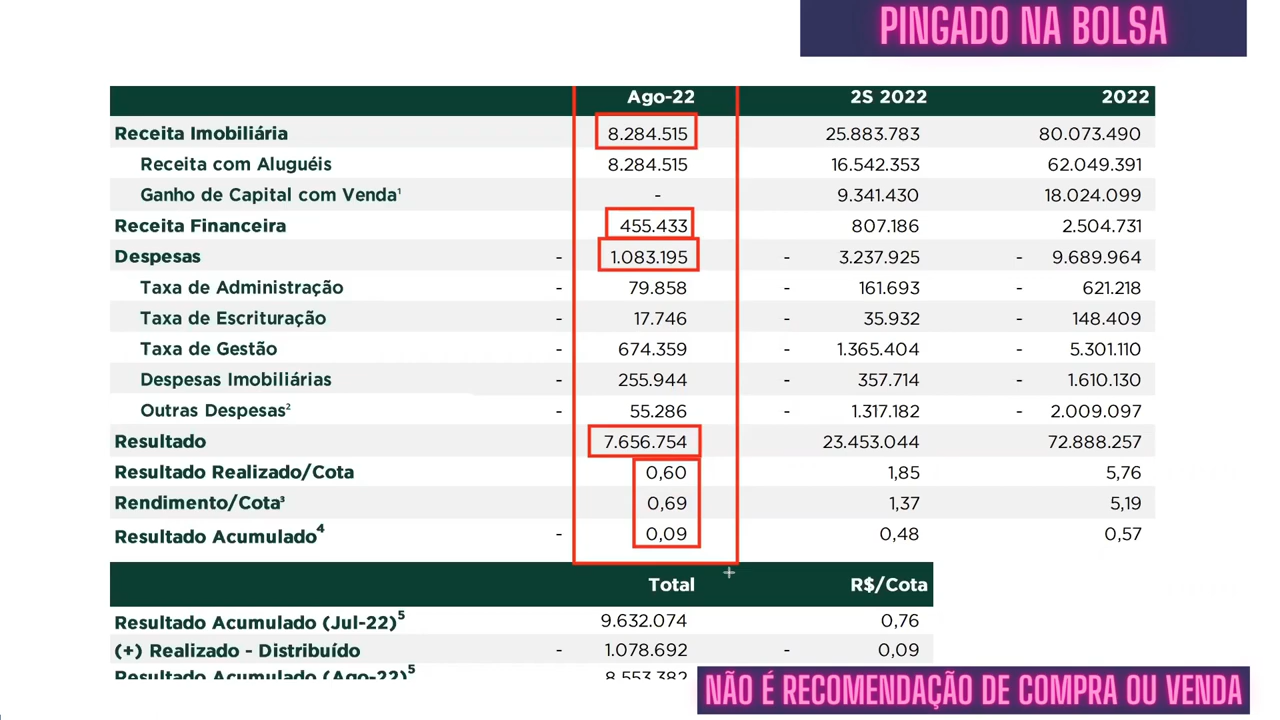 PINGADO NA BOLSA
Ago-22 2S 2022 2022
Receita Imobiliária 8.284.515 25.883.783 80.073.490
Receita com Aluguéis 8.284.515 16.542.353 62.049.391
Ganho de Capital com Venda¹ - 9.341.430 18.024.099
Receita Financeira 455.433 807.186 2.504.731
Despesas - 1.083.195 - 3.237.925 - 9.689.964
Taxa de Administração - 79.858 - 161.693 - 621.218
Taxa de Escrituração - 17.746 - 35.932 - 148.409
Taxa de Gestão - 674.359 - 1.365.404 - 5.301.110
Despesas Imobiliárias - 255.944 - 357.714 - 1.610.130
Outras Despesas² - 55.286 - 1.317.182 - 2.009.097
Resultado 7.656.754 23.453.044 72.888.257
Resultado Realizado/Cota 0,60 1,85 5,76
Rendimento/Cota³ 0,69 1,37 5,19
Resultado Acumulado⁴ - 0,09 0,48 0,57
Total R$/Cota
Resultado Acumulado (Jul-22)⁵ 9.632.074 0,76
(+) Realizado - Distribuído - 1.078.692 - 0,09
Resultado Acumulado (Ago-22)⁵ 8.553.382
NÃO É RECOMENDAÇÃO DE COMPRA OU VENDA